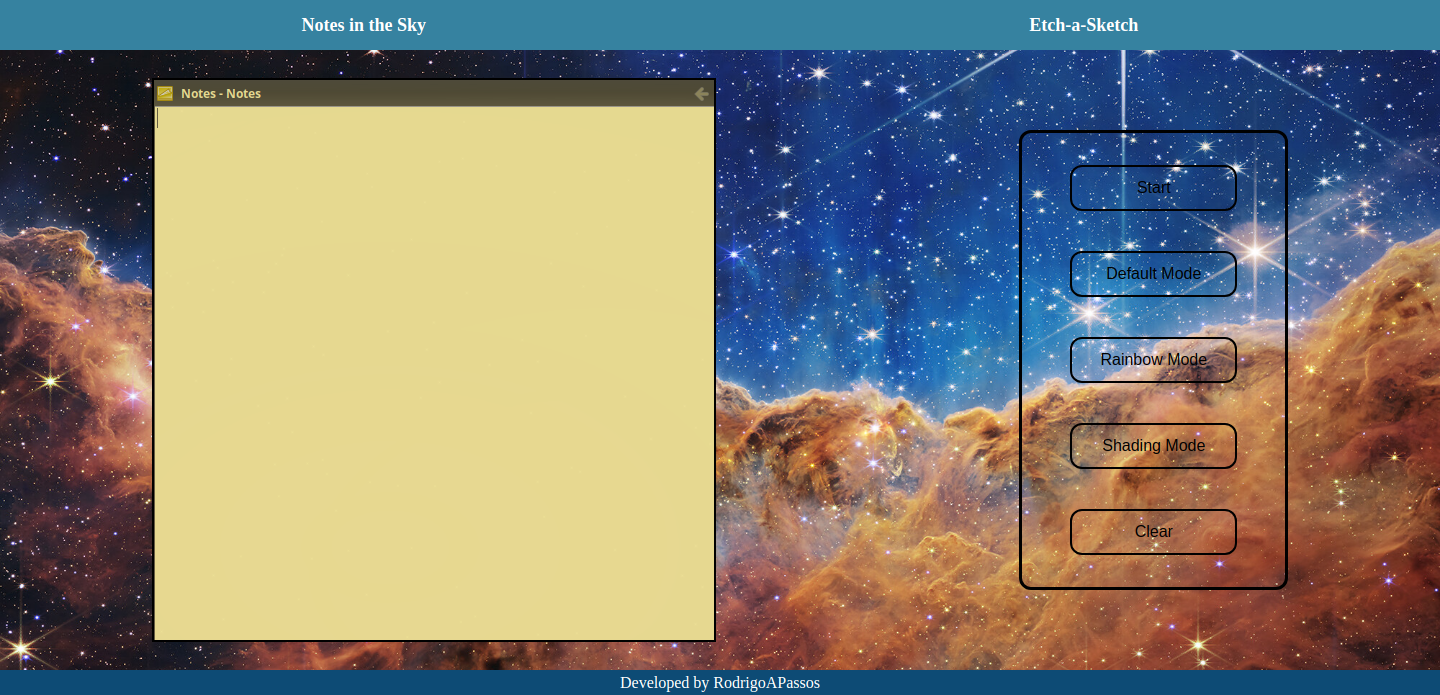 Notes in the Sky
Etch-a-Sketch
Notes - Notes
Start
Default Mode
Rainbow Mode
Shading Mode
Clear
Developed by RodrigoAPassos